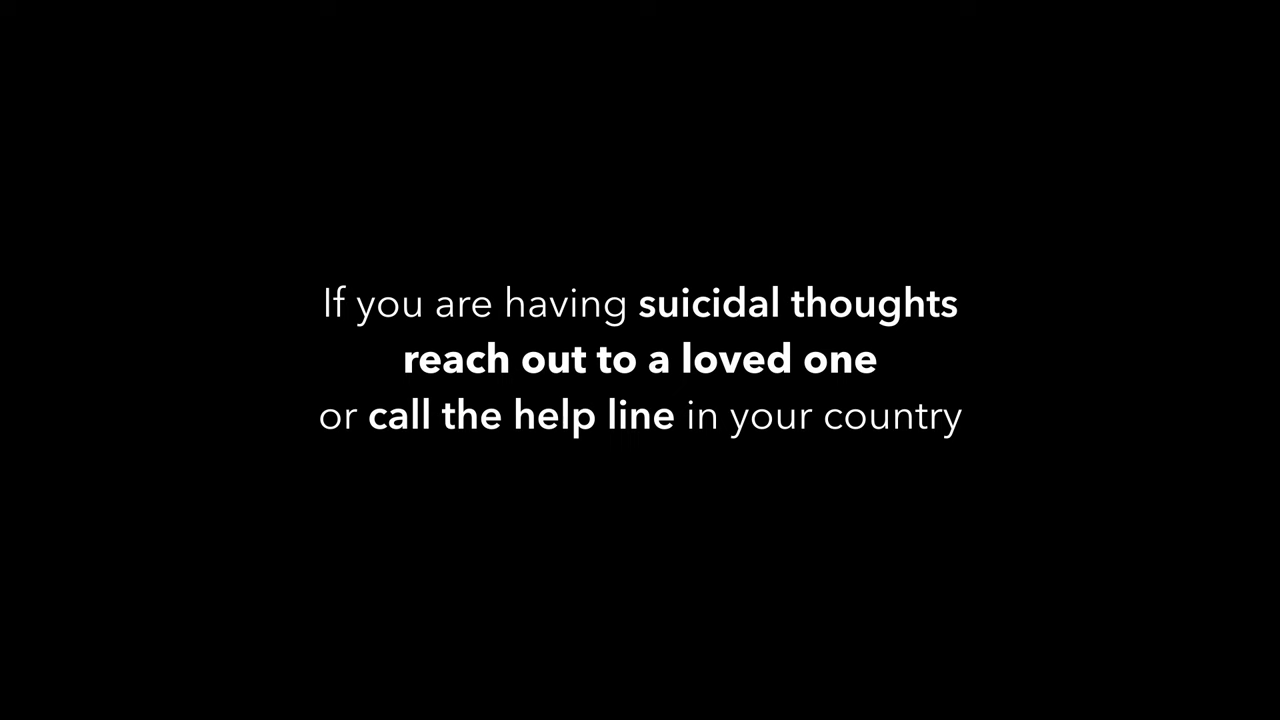 If you are having suicidal thoughts
reach out to a loved one
or call the help line in your country